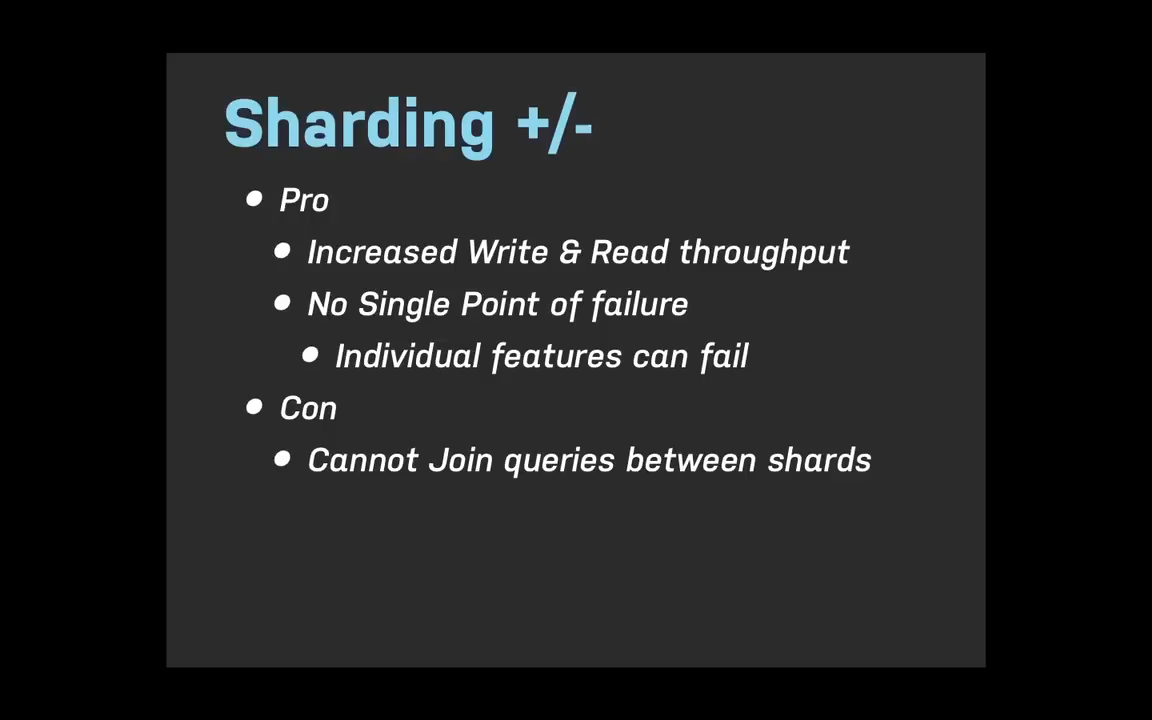 Sharding +/-
• Pro
• Increased Write & Read throughput
• No Single Point of failure
• Individual features can fail
• Con
• Cannot Join queries between shards